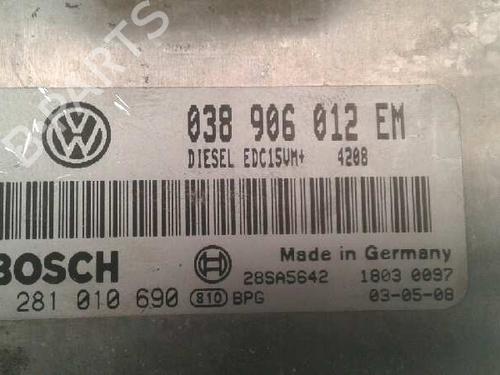 B-PARTS
038 906 012 EM
DIESEL EDC15VM+ 4208
BOSCH
Made in Germany
28SA5642 1803 0097
281 010 690 810 BPG 03-05-08